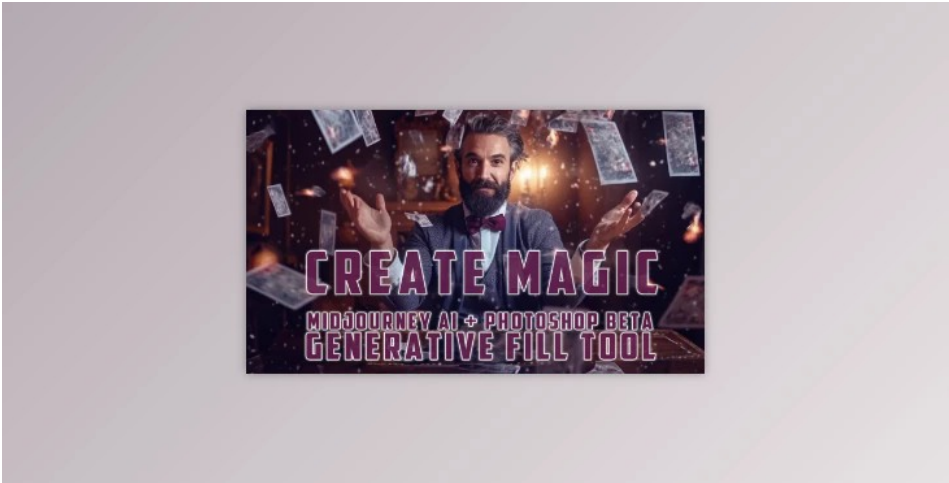 CREATE MAGIC
MIDJOURNEY AI + PHOTOSHOP BETA
GENERATIVE FILL TOOL